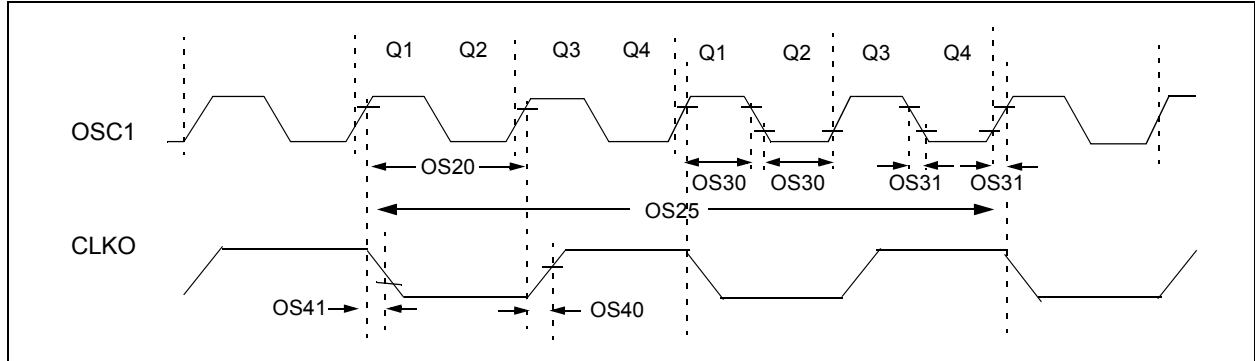 Q1 Q2 Q3 Q4 Q1 Q2 Q3 Q4
OSC1
OS20
OS30 OS30 OS31 OS31
OS25
CLKO
OS41 OS40